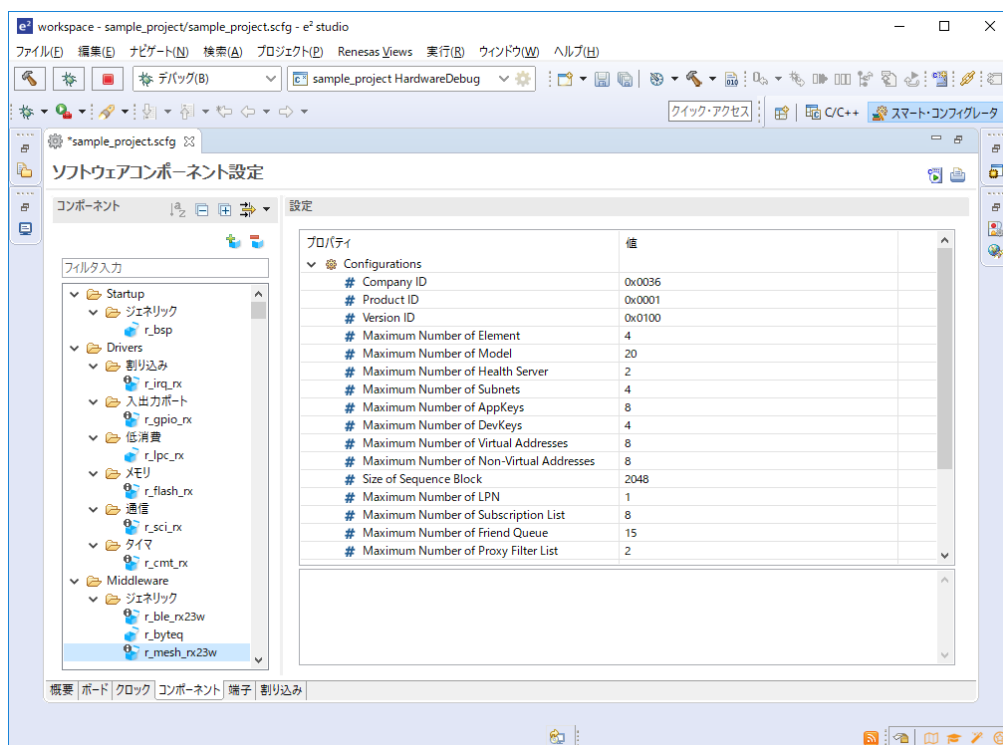 workspace - sample_project/sample_project.scfg - e² studio
ファイル(F) 編集(E) ナビゲート(N) 検索(A) プロジェクト(P) Renesas Views 実行(R) ウィンドウ(W) ヘルプ(H)
デバッグ(B) sample_project HardwareDebug
クイック・アクセス C/C++ スマート・コンフィグレータ
*sample_project.scfg
ソフトウェアコンポーネント設定
コンポーネント
設定
フィルタ入力
Startup
ジェネリック
r_bsp
Drivers
割り込み
r_irq_rx
入出力ポート
r_gpio_rx
低消費
r_lpc_rx
メモリ
r_flash_rx
通信
r_sci_rx
タイマ
r_cmt_rx
Middleware
ジェネリック
r_ble_rx23w
r_byteq
r_mesh_rx23w
プロパティ 値
Configurations
# Company ID 0x0036
# Product ID 0x0001
# Version ID 0x0100
# Maximum Number of Element 4
# Maximum Number of Model 20
# Maximum Number of Health Server 2
# Maximum Number of Subnets 4
# Maximum Number of AppKeys 8
# Maximum Number of DevKeys 4
# Maximum Number of Virtual Addresses 8
# Maximum Number of Non-Virtual Addresses 8
# Size of Sequence Block 2048
# Maximum Number of LPN 1
# Maximum Number of Subscription List 8
# Maximum Number of Friend Queue 15
# Maximum Number of Proxy Filter List 2
概要 ボード クロック コンポーネント 端子 割り込み